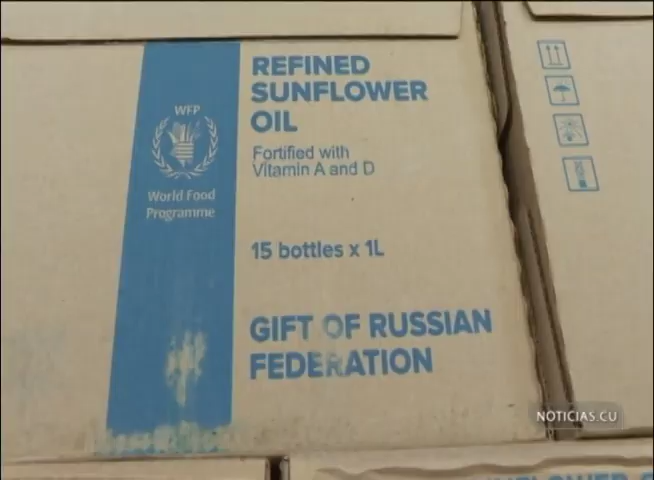 WFP
World Food
Programme
REFINED
SUNFLOWER
OIL
Fortified with
Vitamin A and D
15 bottles x 1L
GIFT OF RUSSIAN
FEDERATION
NOTICIAS.CU